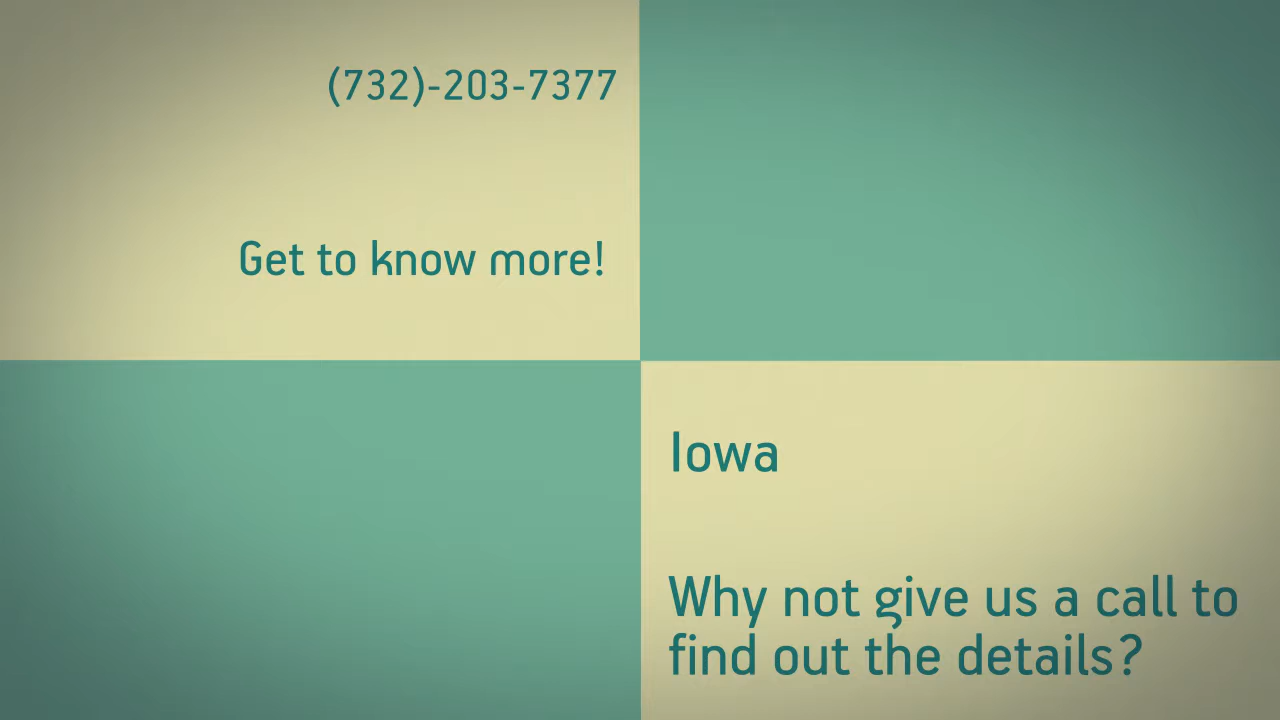 (732)-203-7377
Get to know more!
Iowa
Why not give us a call to
find out the details?